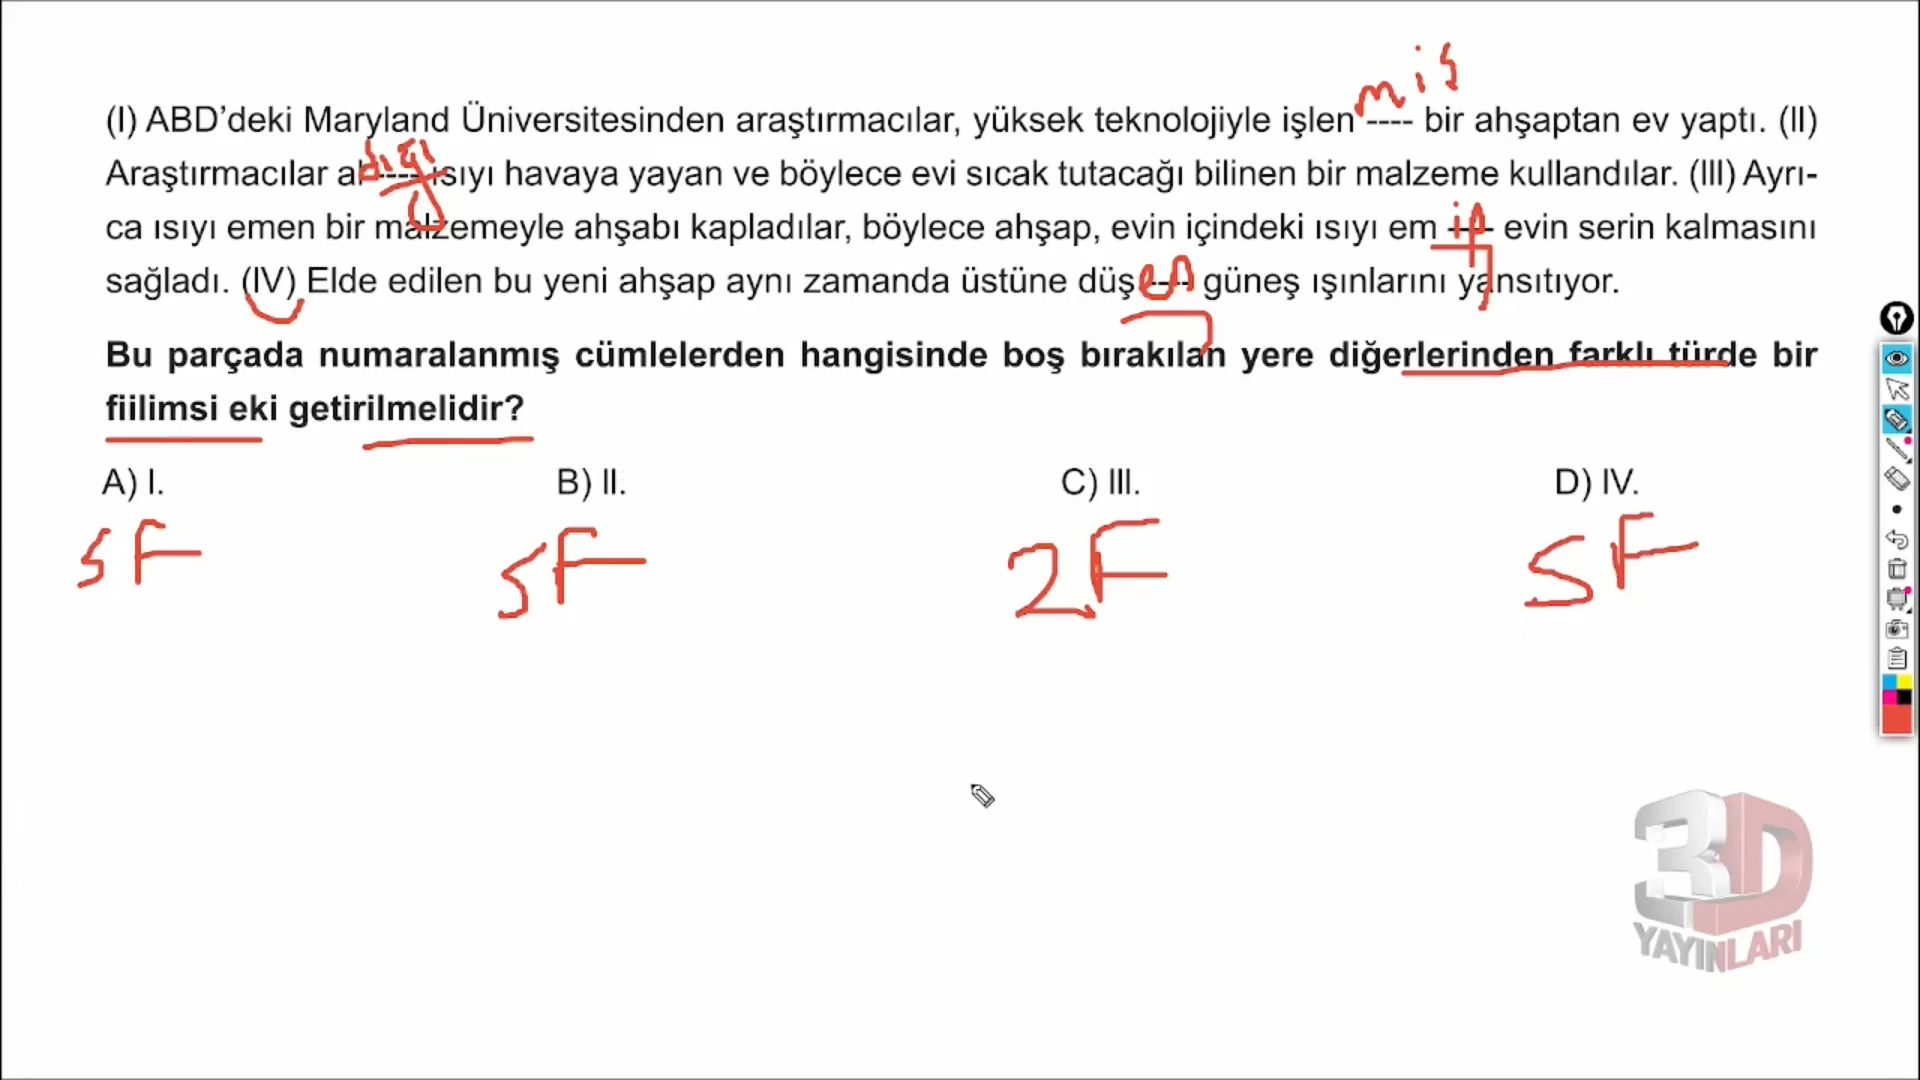 miş
(I) ABD'deki Maryland Üniversitesinden araştırmacılar, yüksek teknolojiyle işlen ---- bir ahşaptan ev yaptı. (II)
dığı
Araştırmacılar al ---- ısıyı havaya yayan ve böylece evi sıcak tutacağı bilinen bir malzeme kullandılar. (III) Ayrı-
ca ısıyı emen bir malzemeyle ahşabı kapladılar, böylece ahşap, evin içindeki ısıyı em ---- ip evin serin kalmasını
sağladı. (IV) Elde edilen bu yeni ahşap aynı zamanda üstüne düş ---- en güneş ışınlarını yansıtıyor.
Bu parçada numaralanmış cümlelerden hangisinde boş bırakılan yere diğerlerinden farklı türde bir
fiilimsi eki getirilmelidir?
A) I. B) II. C) III. D) IV.
SF SF ZF SF
3D
YAYINLARI